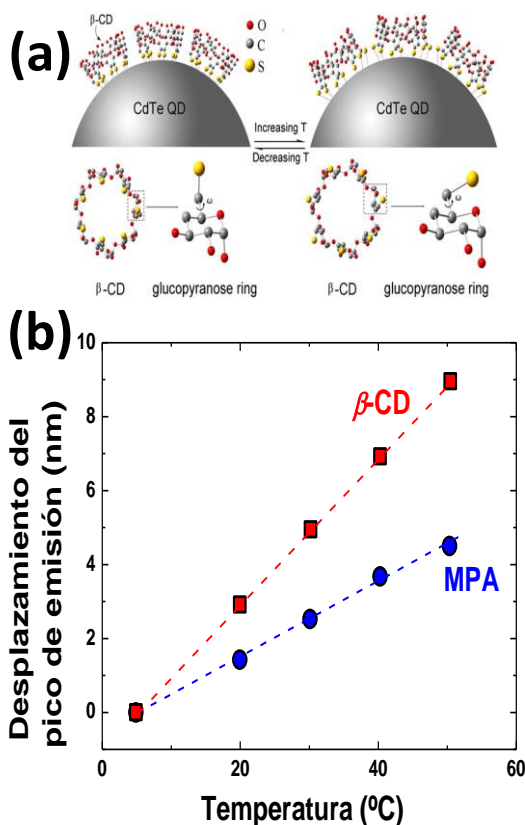 (a)
β-CD
O
C
S
CdTe QD
CdTe QD
Increasing T
Decreasing T
ω
ω
β-CD
glucopyranose ring
β-CD
glucopyranose ring
(b)
10
8
6
4
2
0
0
20
40
60
β-CD
MPA
Desplazamiento del
pico de emisión (nm)
Temperatura (ºC)